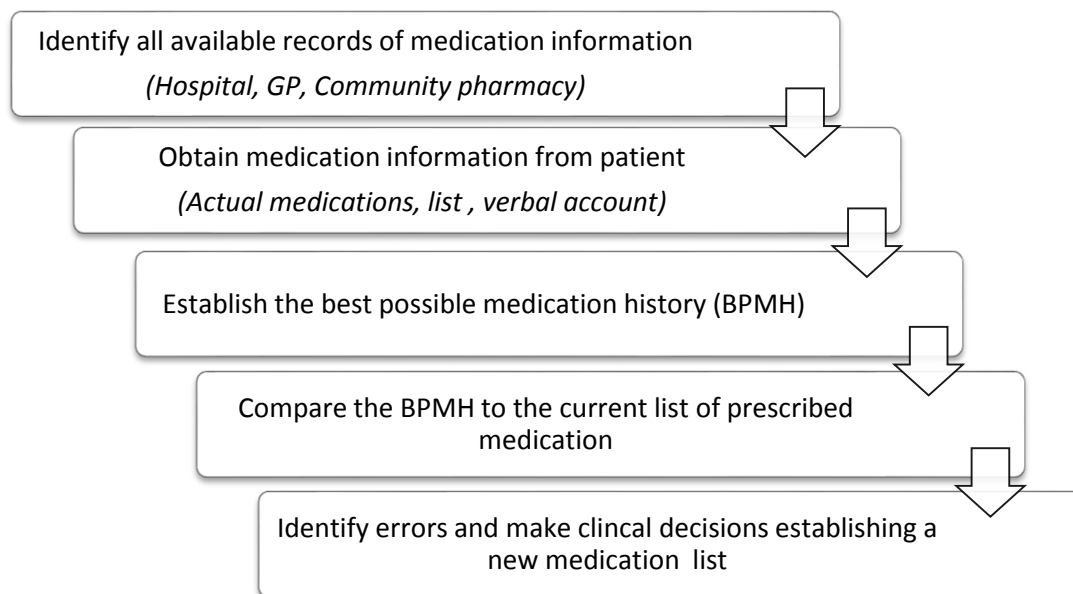 Identify all available records of medication information
(Hospital, GP, Community pharmacy)
Obtain medication information from patient
(Actual medications, list , verbal account)
Establish the best possible medication history (BPMH)
Compare the BPMH to the current list of prescribed
medication
Identify errors and make clincal decisions establishing a
new medication  list